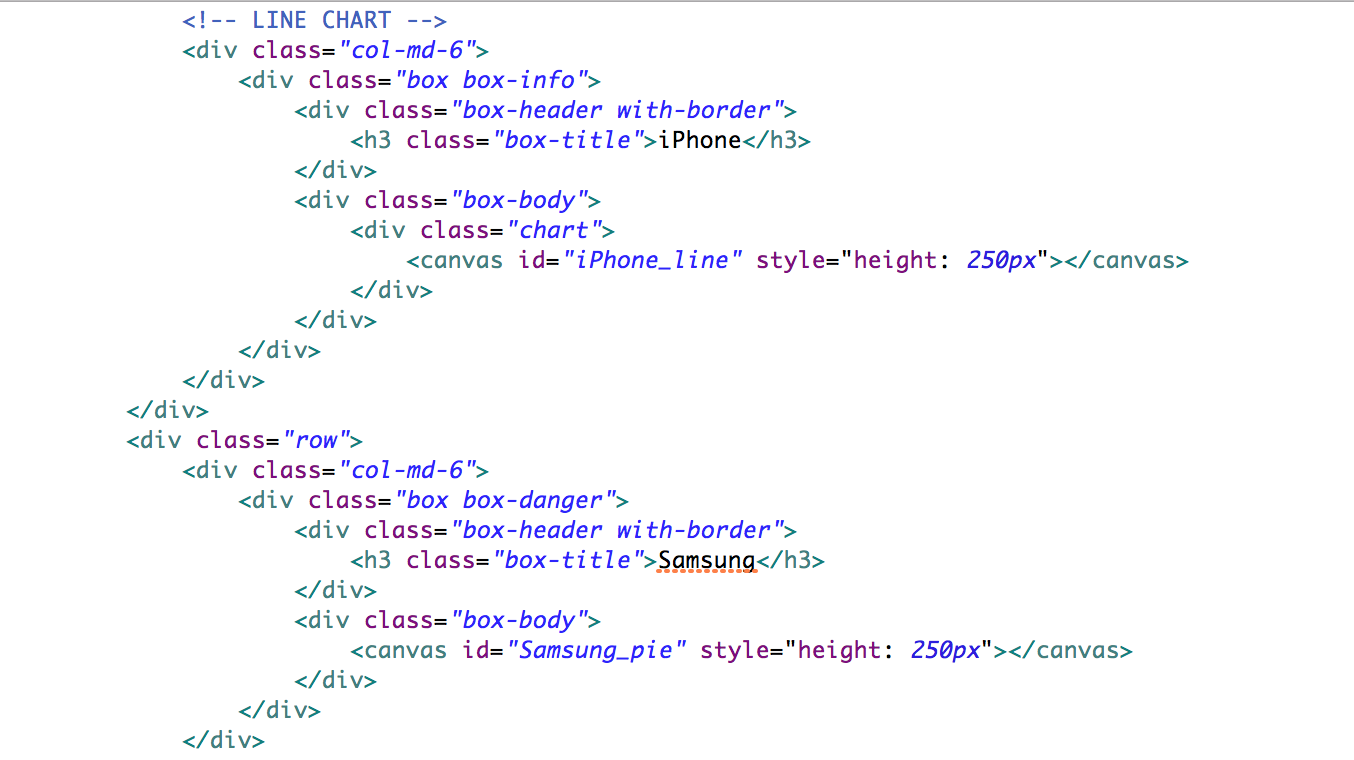 <!-- LINE CHART -->
<div class="col-md-6">
<div class="box box-info">
<div class="box-header with-border">
<h3 class="box-title">iPhone</h3>
</div>
<div class="box-body">
<div class="chart">
<canvas id="iPhone_line" style="height: 250px"></canvas>
</div>
</div>
</div>
</div>
</div>
<div class="row">
<div class="col-md-6">
<div class="box box-danger">
<div class="box-header with-border">
<h3 class="box-title">Samsung</h3>
</div>
<div class="box-body">
<canvas id="Samsung_pie" style="height: 250px"></canvas>
</div>
</div>
</div>